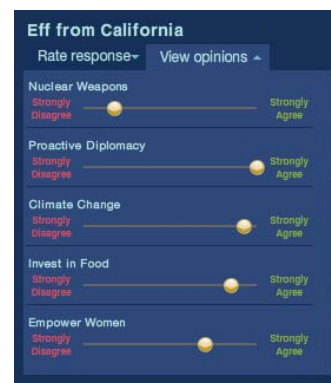 Eff from California
Rate response View opinions
Nuclear Weapons
Strongly Disagree Strongly Agree
Proactive Diplomacy
Strongly Disagree Strongly Agree
Climate Change
Strongly Disagree Strongly Agree
Invest in Food
Strongly Disagree Strongly Agree
Empower Women
Strongly Disagree Strongly Agree